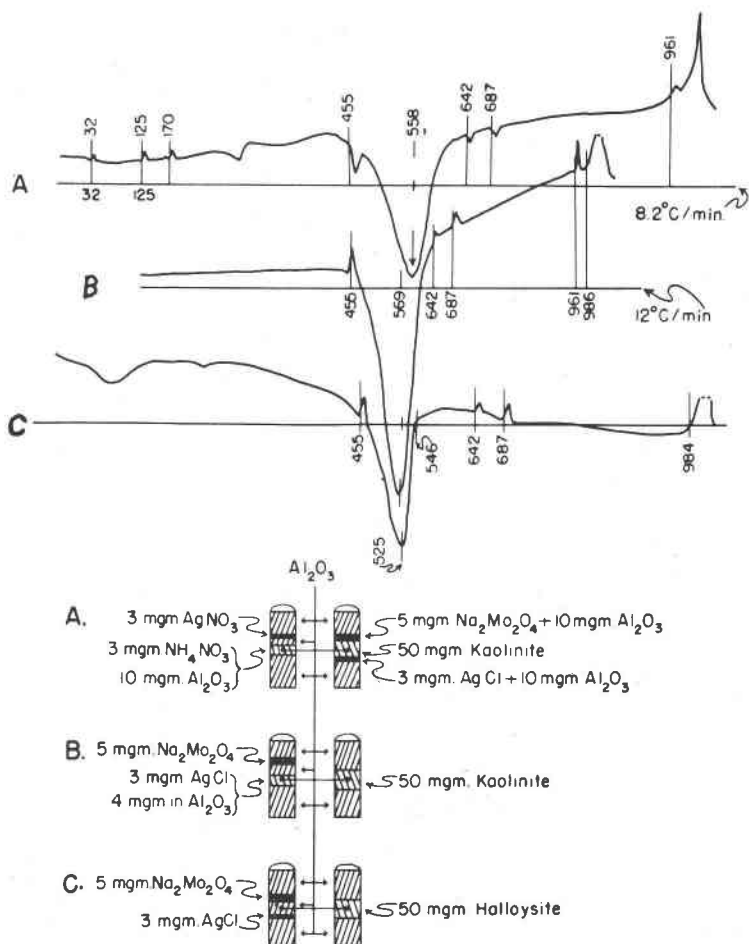 32 125 170 455 558 642 687 961
A 32 125 8.2°C/min.
B 455 569 642 687 961 986 12°C/min
C 455 546 642 687 984
525
Al₂O₃
A. 3 mgm AgNO₃ 5 mgm Na₂Mo₂O₄ + 10 mgm Al₂O₃
3 mgm NH₄NO₃ 50 mgm Kaolinite
10 mgm. Al₂O₃ 3 mgm. AgCl + 10 mgm Al₂O₃
B. 5 mgm. Na₂Mo₂O₄
3 mgm AgCl 50 mgm. Kaolinite
4 mgm in Al₂O₃
C. 5 mgm. Na₂Mo₂O₄
3 mgm. AgCl 50 mgm Halloysite